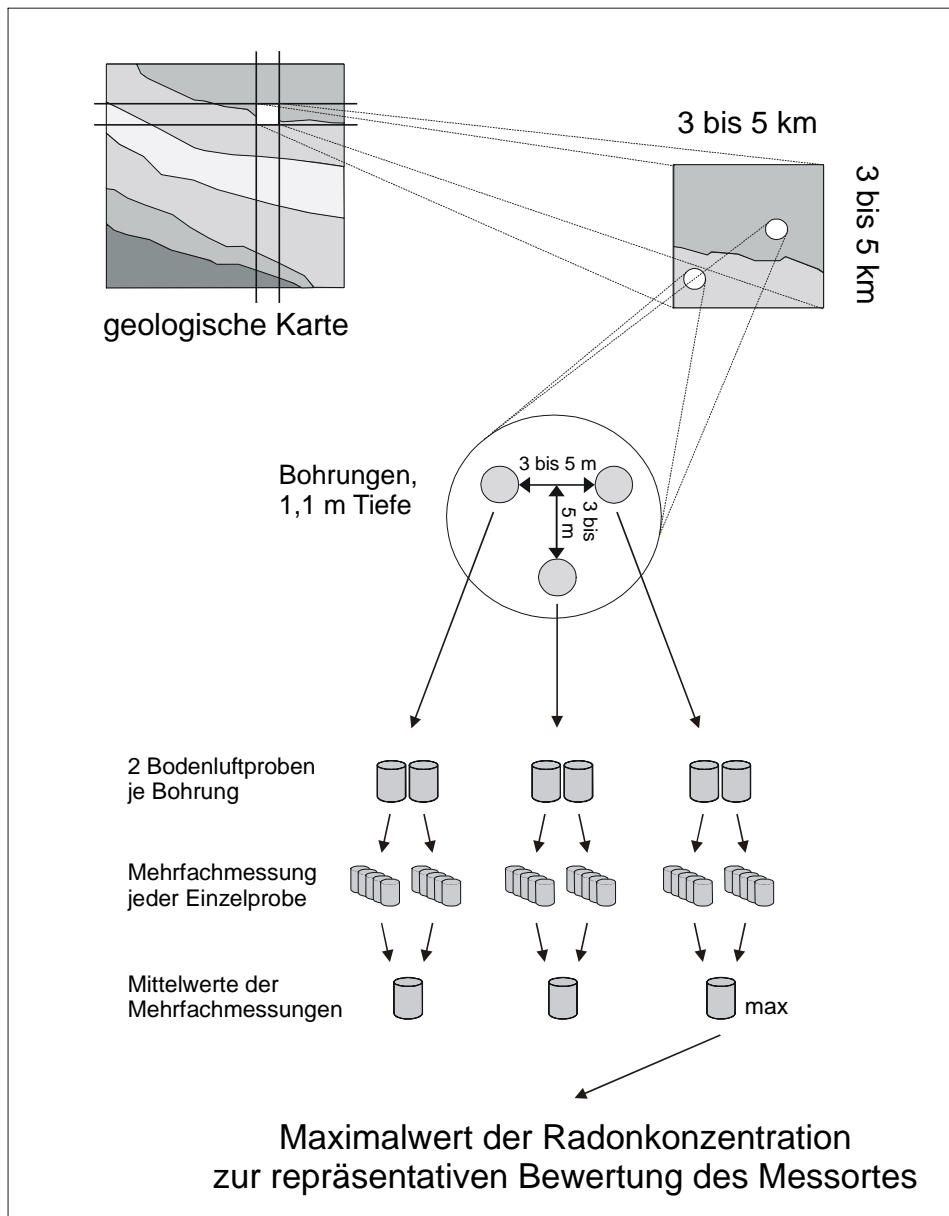 3 bis 5 km
3 bis 5 km
geologische Karte
Bohrungen,
1,1 m Tiefe
3 bis 5 m
3 bis
5 m
2 Bodenluftproben
je Bohrung
Mehrfachmessung
jeder Einzelprobe
Mittelwerte der
Mehrfachmessungen
max
Maximalwert der Radonkonzentration
zur repräsentativen Bewertung des Messortes